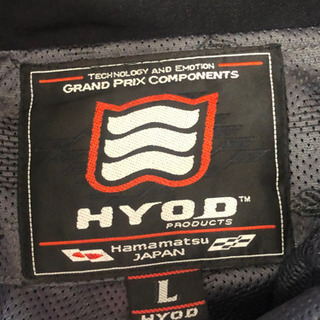 TECHNOLOGY AND EMOTION
GRAND PRIX COMPONENTS
HYOD™
PRODUCTS
Hamamatsu
JAPAN
L
HYOD